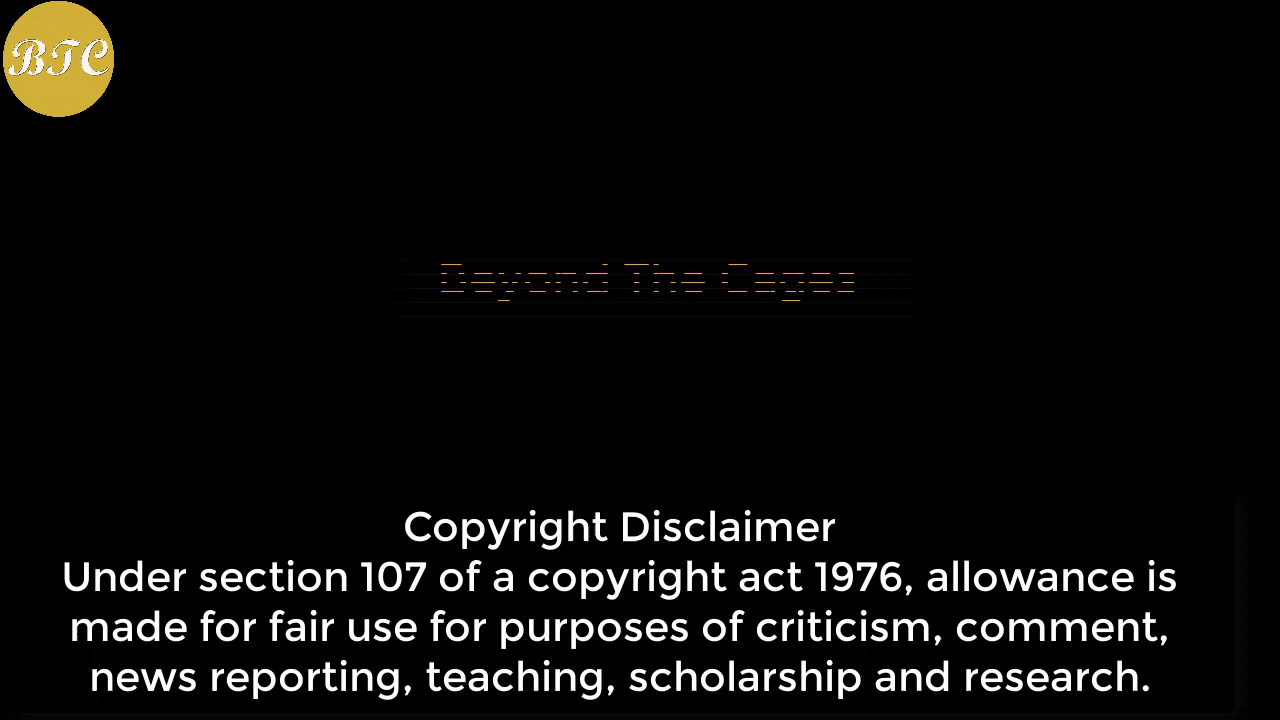 BTC
Beyond The Cages
Copyright Disclaimer
Under section 107 of a copyright act 1976, allowance is
made for fair use for purposes of criticism, comment,
news reporting, teaching, scholarship and research.